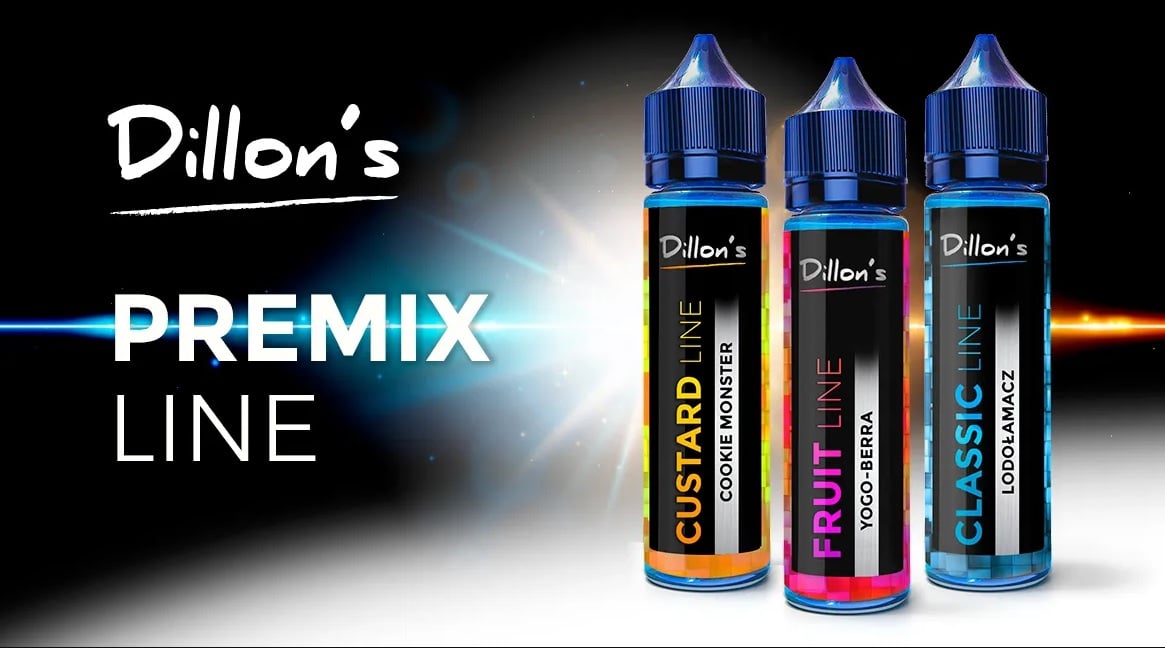 Dillon's
PREMIX
LINE
Dillon's
CUSTARD LINE
COOKIE MONSTER
Dillon's
FRUIT LINE
YOGO-BERRA
Dillon's
CLASSIC LINE
LODOŁAMACZ